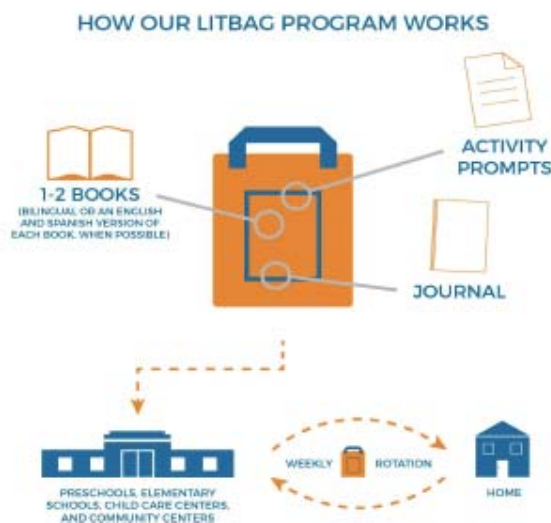 HOW OUR LITBAG PROGRAM WORKS
ACTIVITY
PROMPTS
1-2 BOOKS
(BILINGUAL OR AN ENGLISH
AND SPANISH VERSION OF
EACH BOOK, WHEN POSSIBLE)
JOURNAL
WEEKLY ROTATION
PRESCHOOLS, ELEMENTARY
SCHOOLS, CHILD CARE CENTERS,
AND COMMUNITY CENTERS
HOME